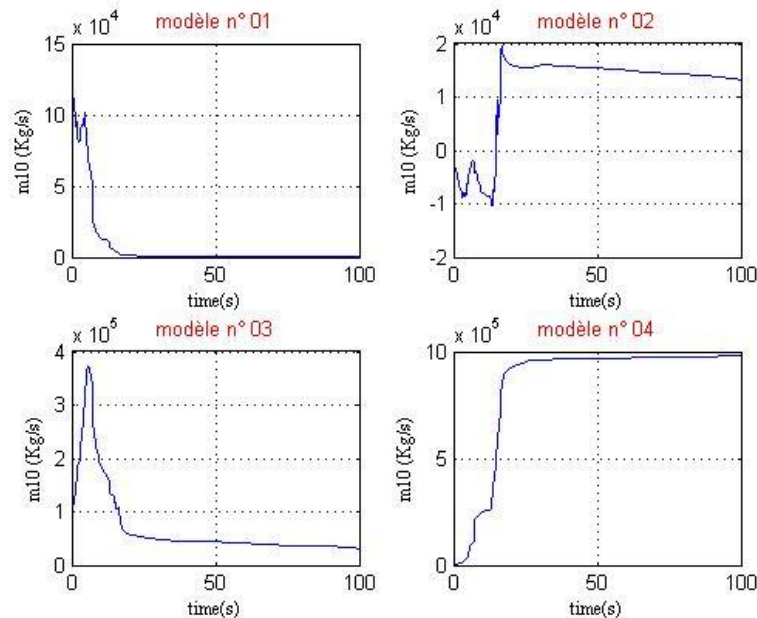 modèle n° 01
x 10^4
15
10
5
0
m10 (Kg/s)
0 50 100
time(s)
modèle n° 02
x 10^4
2
1
0
-1
-2
m10 (Kg/s)
0 50 100
time(s)
modèle n° 03
x 10^5
4
3
2
1
0
m10 (Kg/s)
0 50 100
time(s)
modèle n° 04
x 10^5
10
5
0
m10 (Kg/s)
0 50 100
time(s)